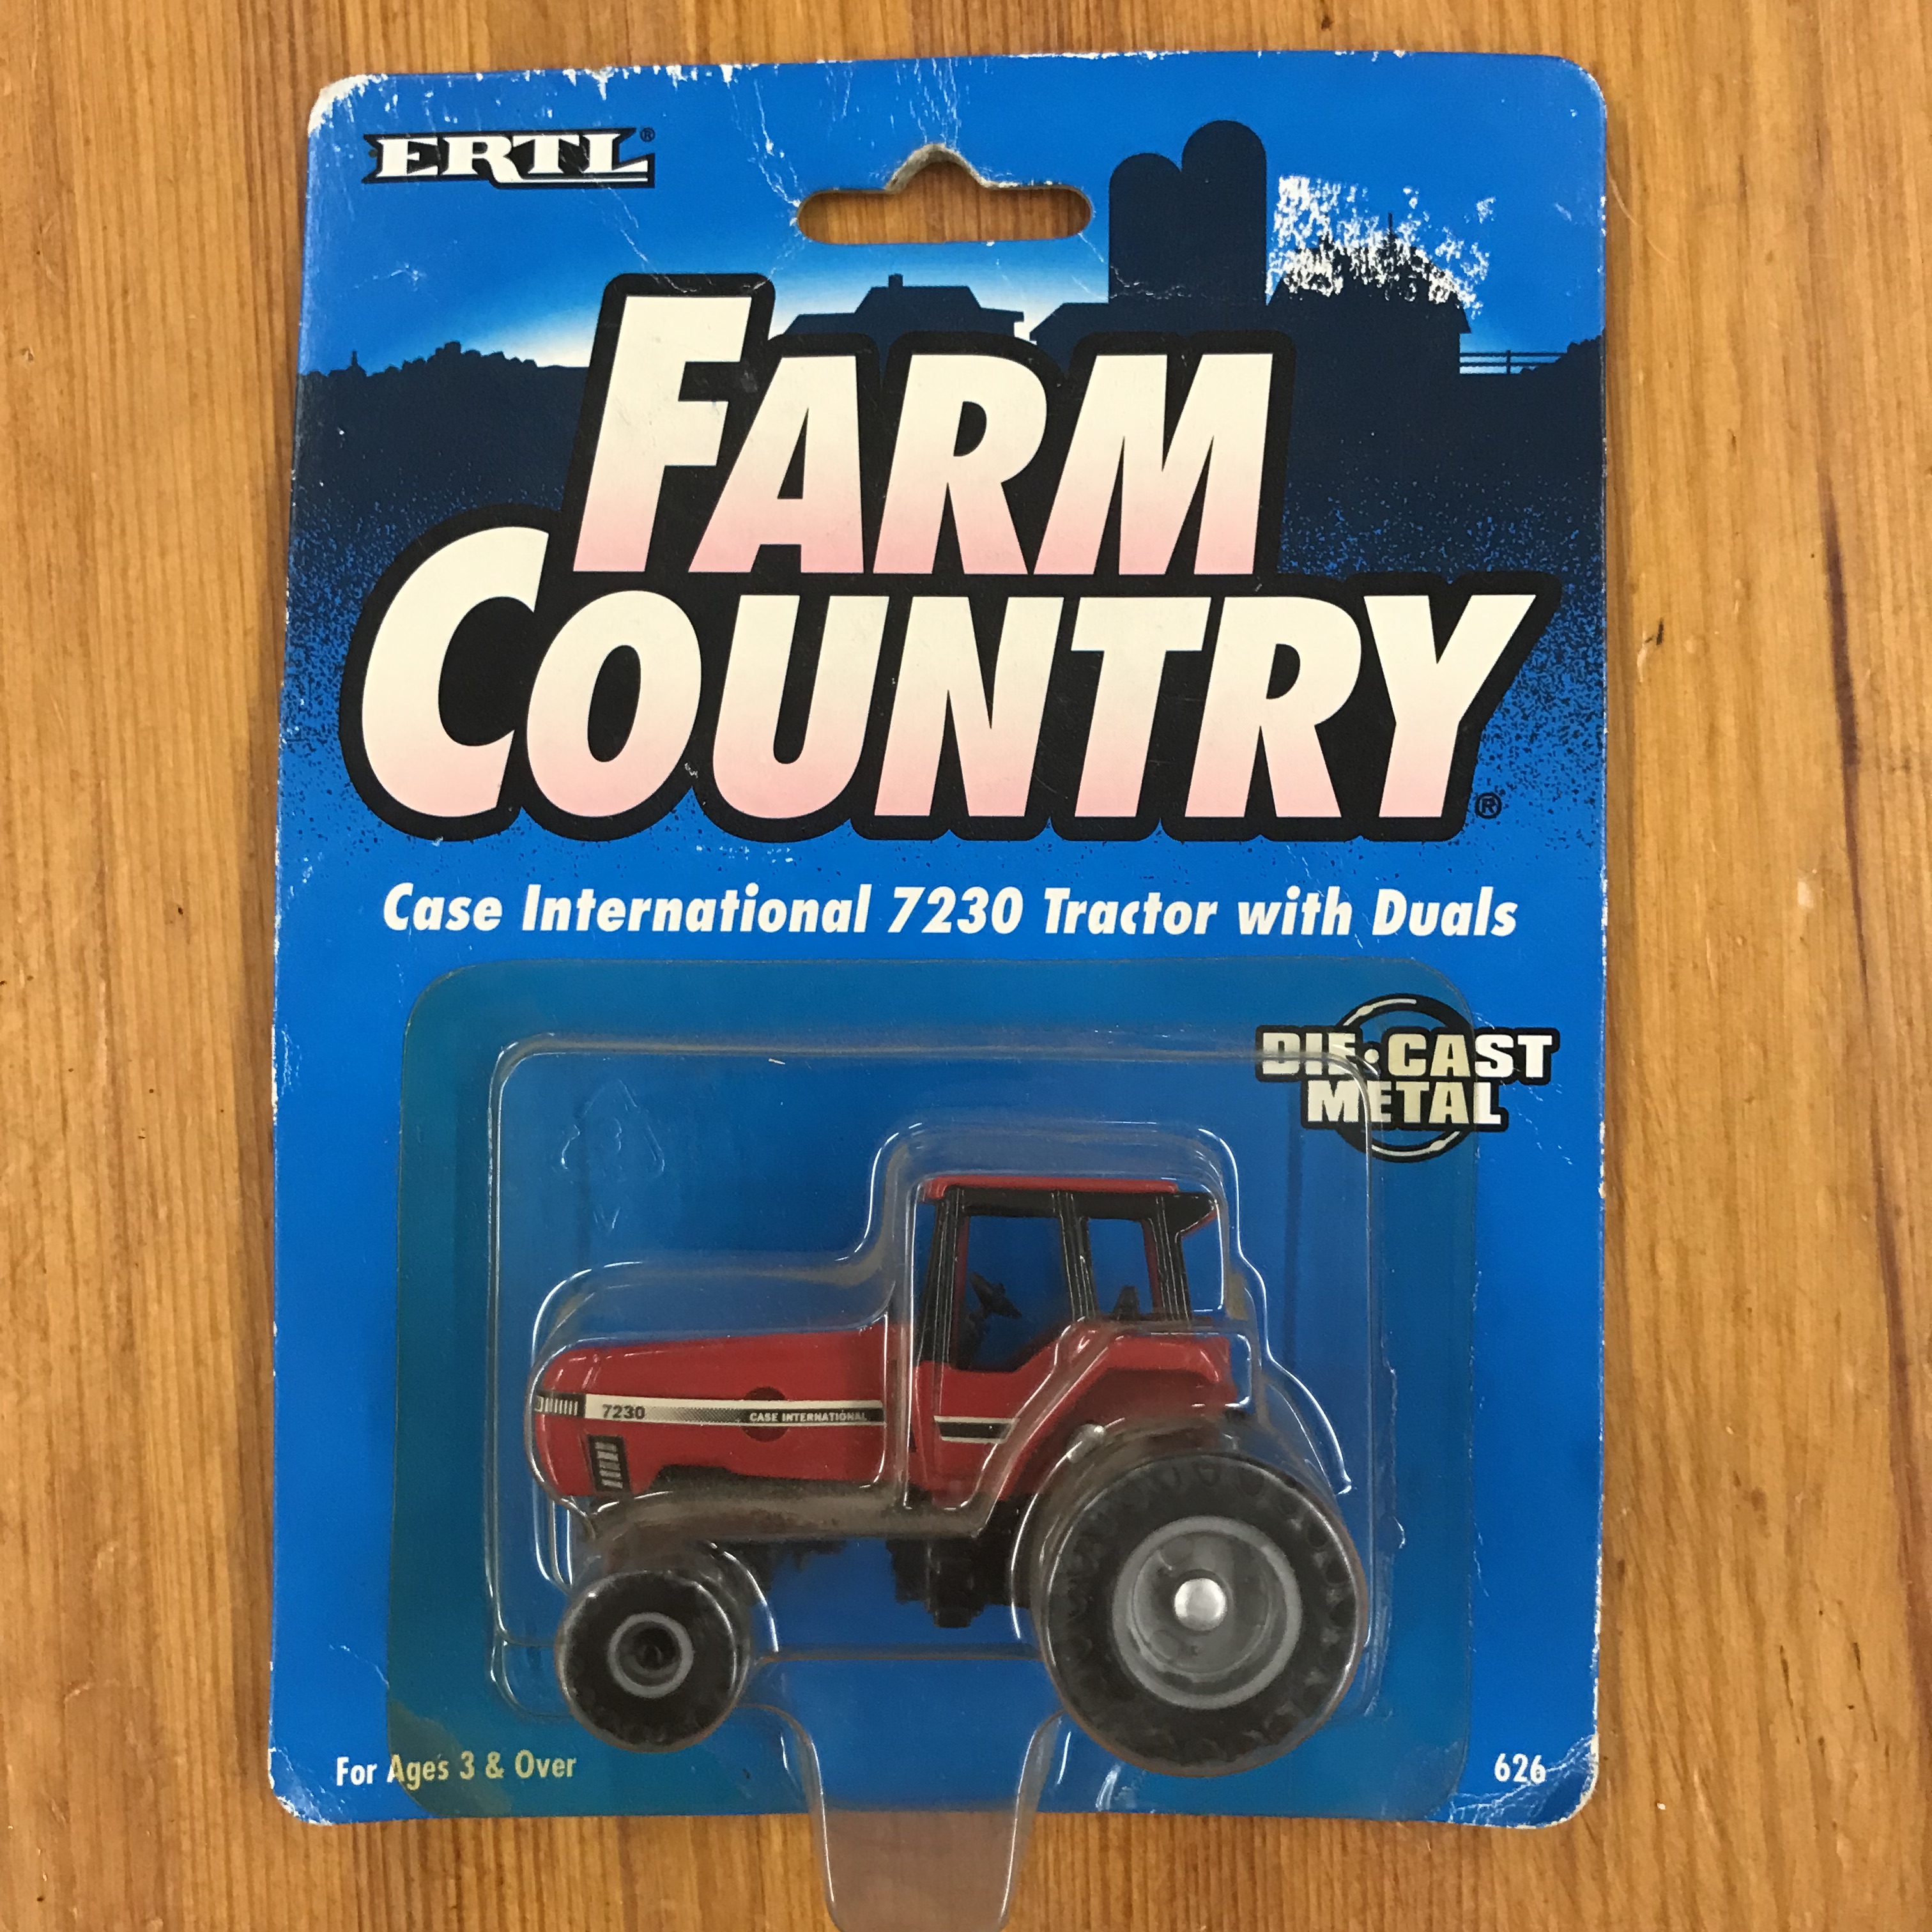 ERTL®
FARM
COUNTRY®
Case International 7230 Tractor with Duals
DIE•CAST
METAL
7230
CASE INTERNATIONAL
For Ages 3 & Over
626